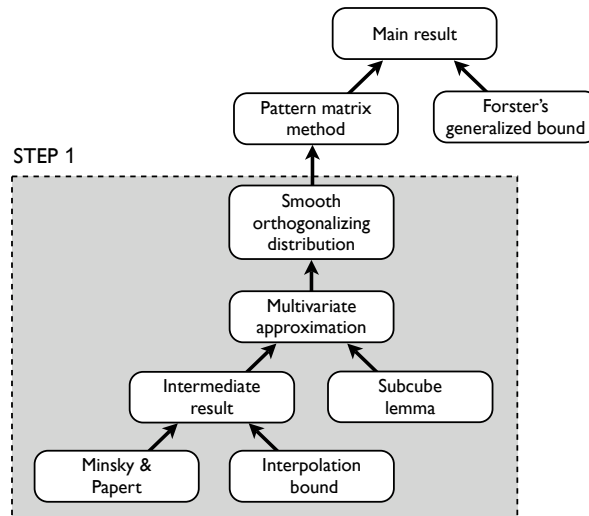 Main result
Pattern matrix
method
Forster's
generalized bound
STEP 1
Smooth
orthogonalizing
distribution
Multivariate
approximation
Intermediate
result
Subcube
lemma
Minsky &
Papert
Interpolation
bound